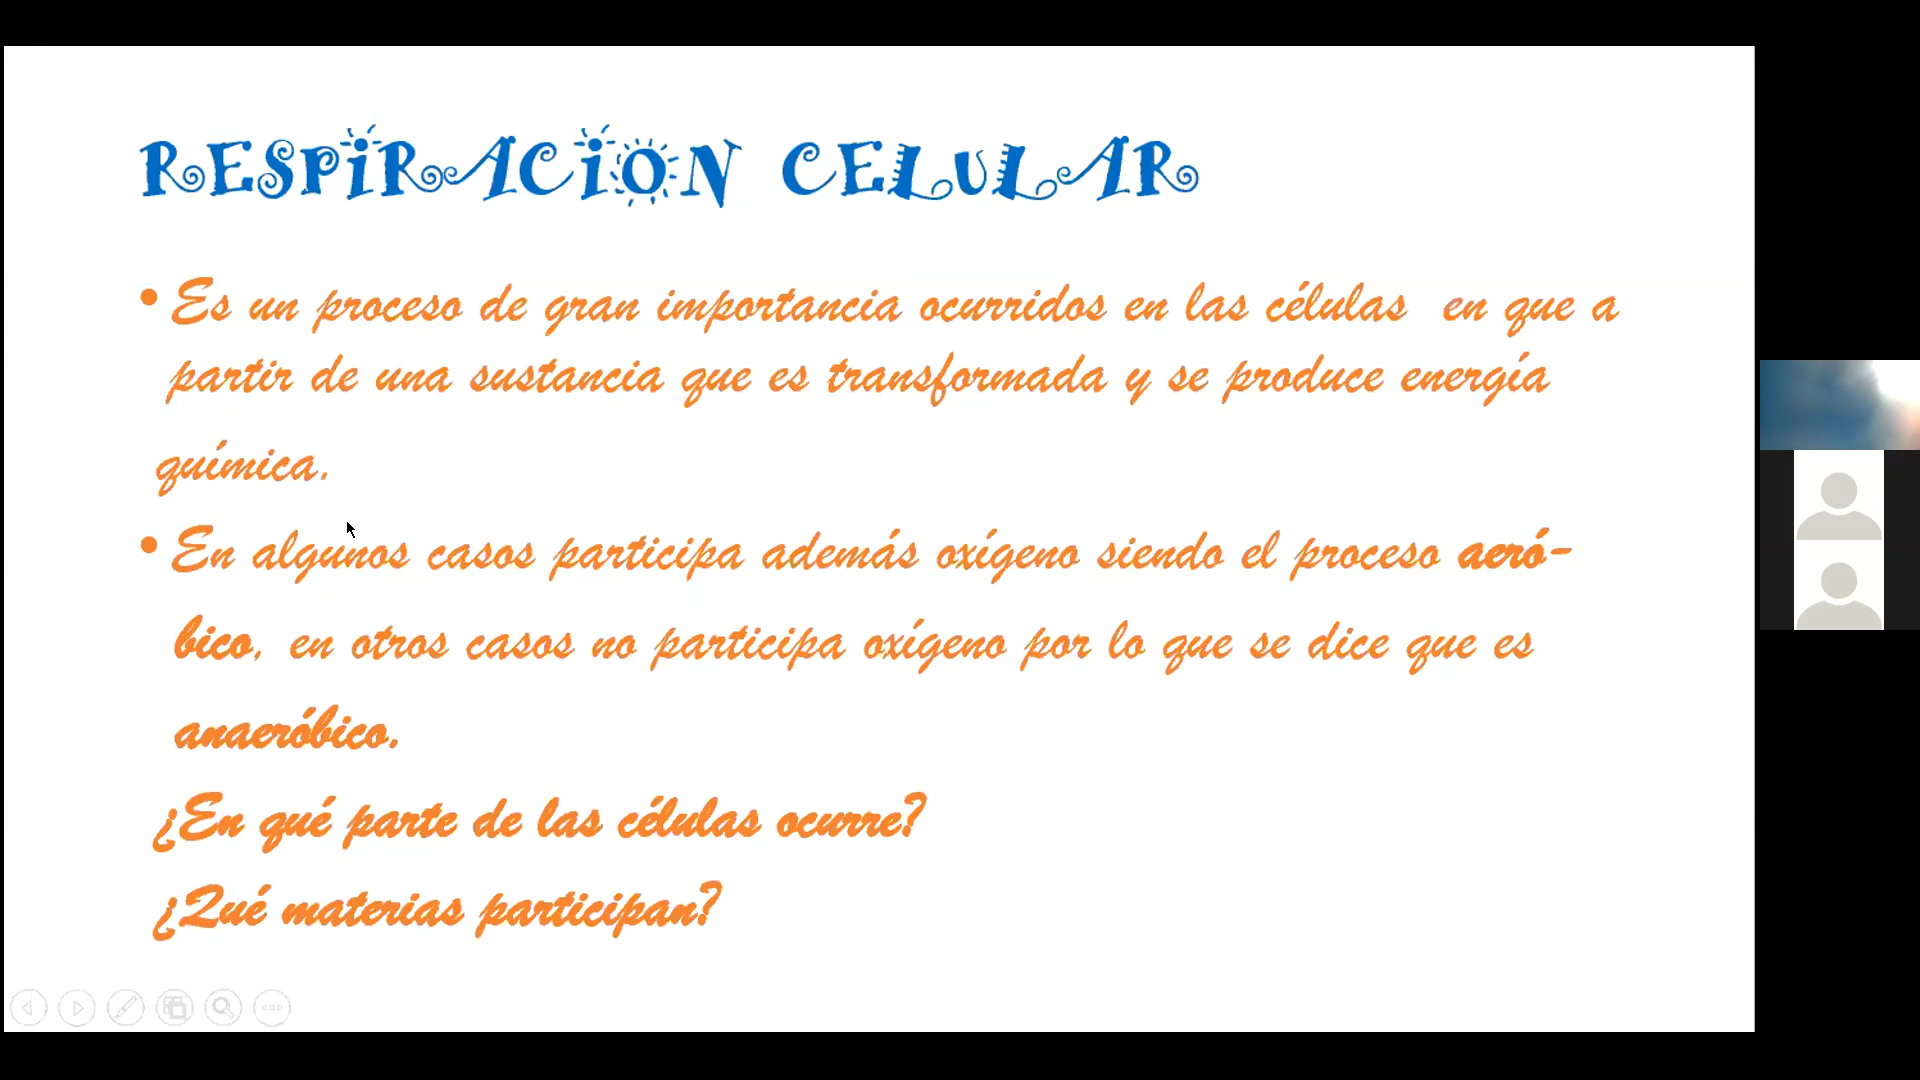 RESPIRACION CELULAR
• Es un proceso de gran importancia ocurridos en las células en que a
partir de una sustancia que es transformada y se produce energía
química.
• En algunos casos participa además oxígeno siendo el proceso aeró-
bico, en otros casos no participa oxígeno por lo que se dice que es
anaeróbico.
¿En qué parte de las células ocurre?
¿Qué materias participan?